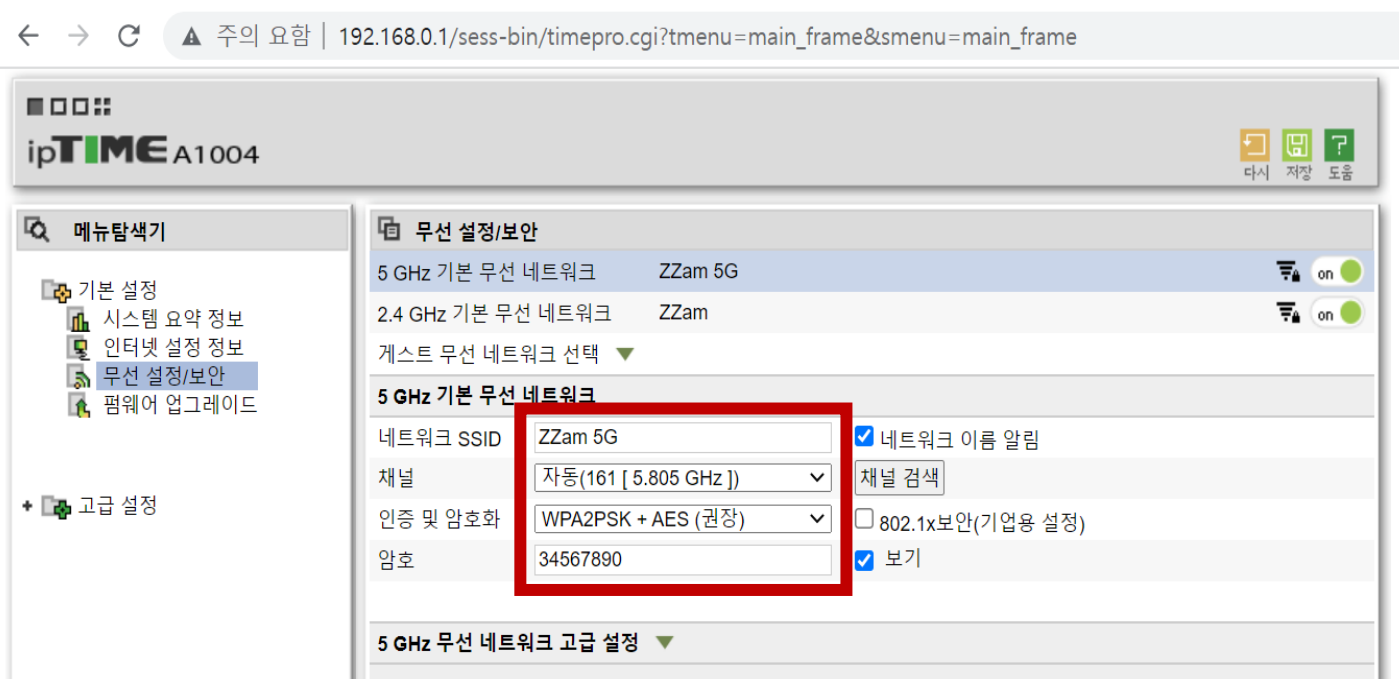 주의 요함 | 192.168.0.1/sess-bin/timepro.cgi?tmenu=main_frame&smenu=main_frame
ipTIME A1004
다시 저장 도움
메뉴탐색기
기본 설정
시스템 요약 정보
인터넷 설정 정보
무선 설정/보안
펌웨어 업그레이드
고급 설정
무선 설정/보안
5 GHz 기본 무선 네트워크 ZZam 5G on
2.4 GHz 기본 무선 네트워크 ZZam on
게스트 무선 네트워크 선택
5 GHz 기본 무선 네트워크
네트워크 SSID ZZam 5G 네트워크 이름 알림
채널 자동(161 [ 5.805 GHz ]) 채널 검색
인증 및 암호화 WPA2PSK + AES (권장) 802.1x보안(기업용 설정)
암호 34567890 보기
5 GHz 무선 네트워크 고급 설정